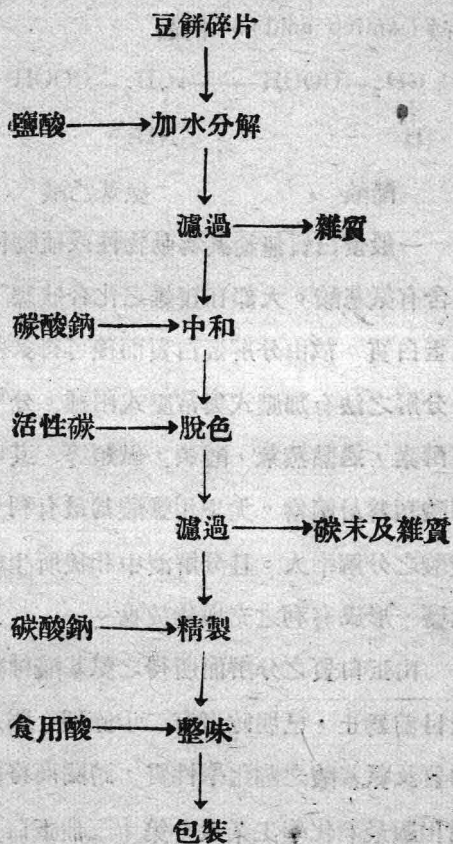 豆餅碎片
鹽酸 加水分解
濾過 雜質
碳酸鈉 中和
活性碳 脫色
濾過 碳末及雜質
碳酸鈉 精製
食用酸 整味
包裝